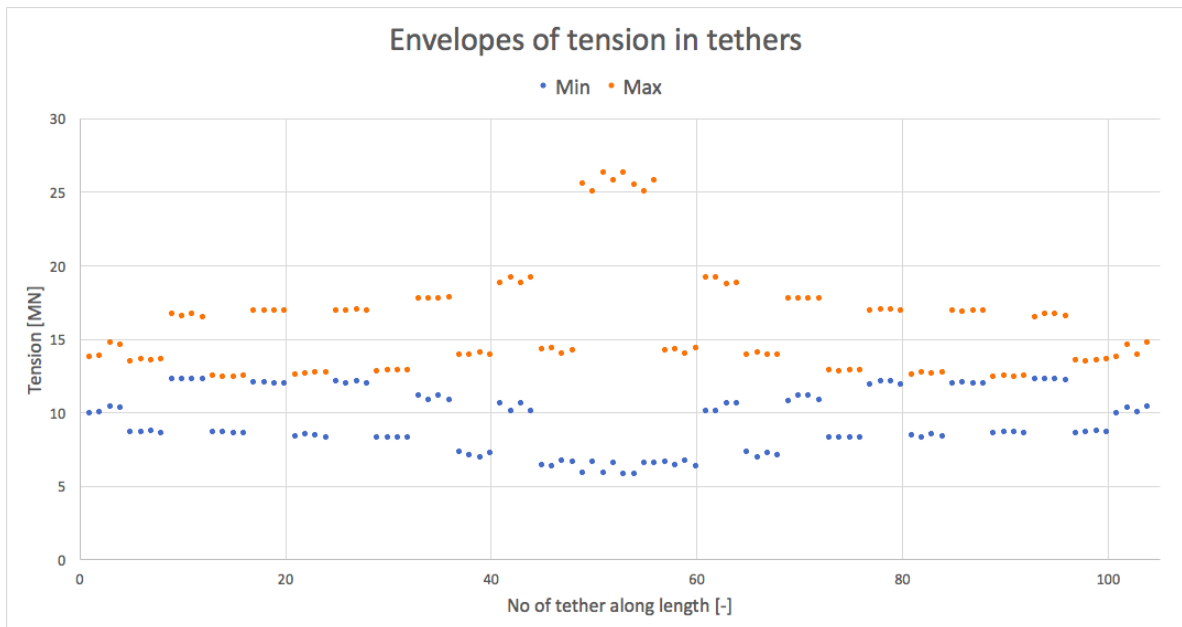 Envelopes of tension in tethers
Min Max
30
25
20
15
10
5
0
Tension [MN]
0 20 40 60 80 100
No of tether along length [-]